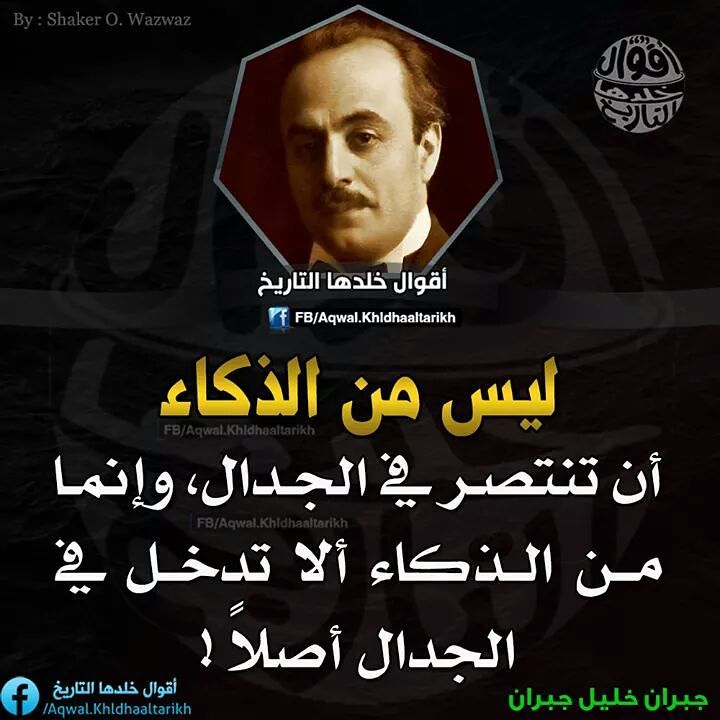 By : Shaker O. Wazwaz
أقوال
خلدها
التاريخ
أقوال خلدها التاريخ
FB/Aqwal.Khldhaaltarikh
ليس من الذكاء
FB/Aqwal.Khldhaaltarikh
أن تنتصر في الجدال، وإنما
FB/Aqwal.Khldhaaltarikh
من الذكاء ألا تدخل في
الجدال أصلاً !
أقوال خلدها التاريخ
/Aqwal.Khldhaaltarikh
جبران خليل جبران